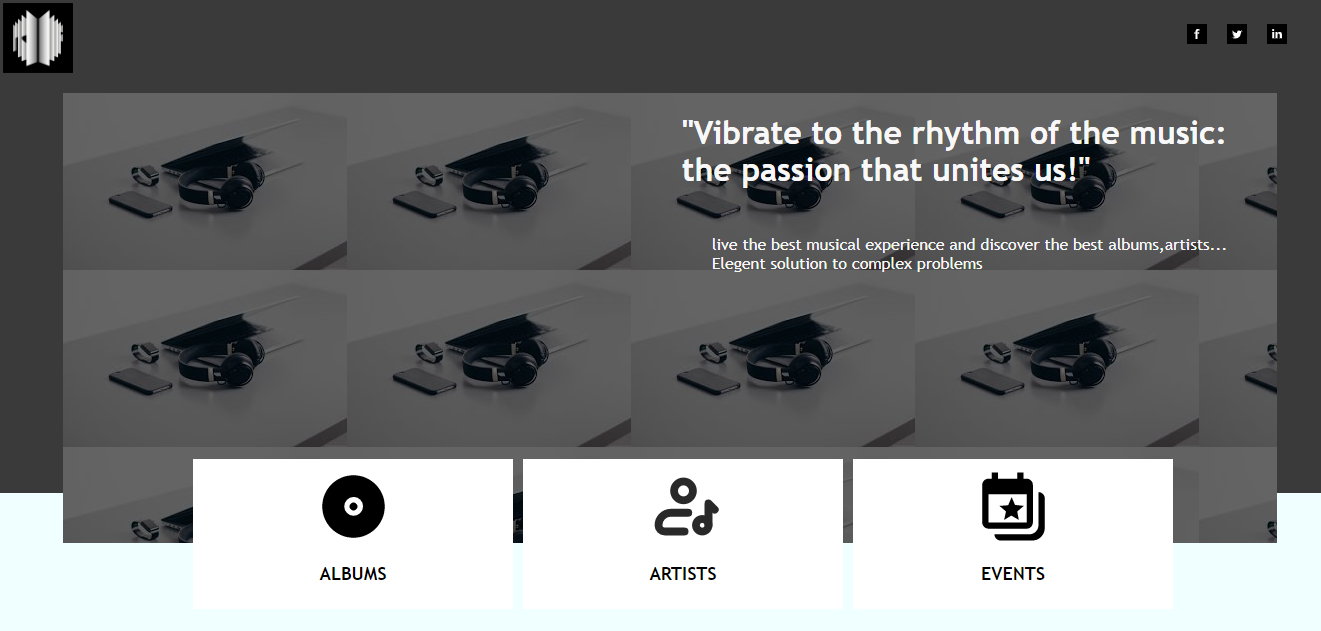 f
in
"Vibrate to the rhythm of the music:
the passion that unites us!"
live the best musical experience and discover the best albums,artists...
Elegent solution to complex problems
ALBUMS
ARTISTS
EVENTS